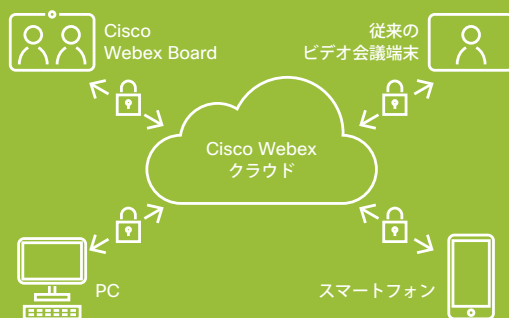 Cisco
Webex Board
従来の
ビデオ会議端末
Cisco Webex
クラウド
PC
スマートフォン